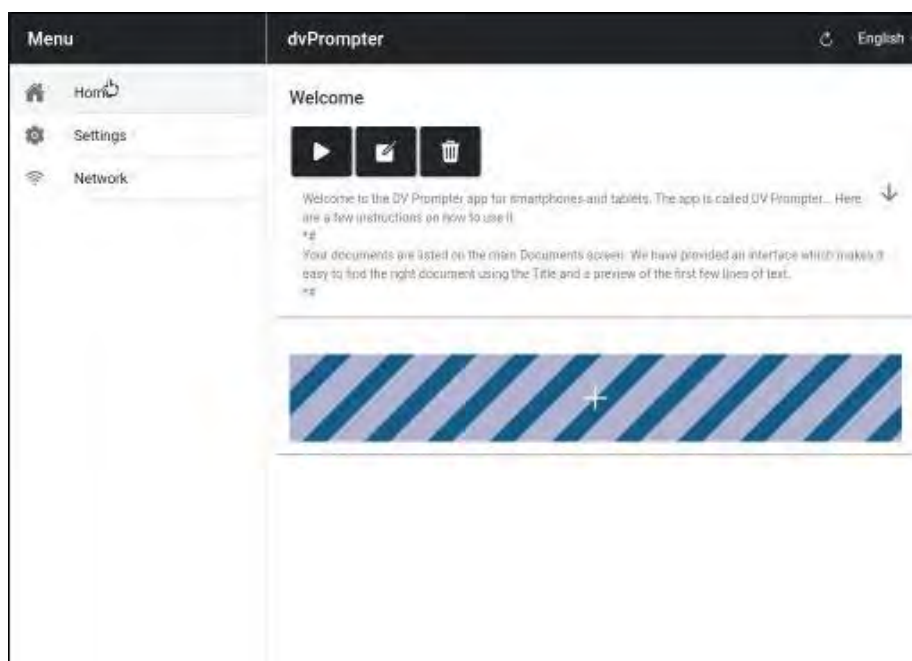 Menu
dvPrompter
English
Home
Settings
Network
Welcome
Welcome to the DV Prompter app for smartphones and tablets. The app is called DV Prompter... Here
are a few instructions on how to use it
*#
Your documents are listed on the main Documents screen. We have provided an interface which makes it
easy to find the right document using the Title and a preview of the first few lines of text.
*#